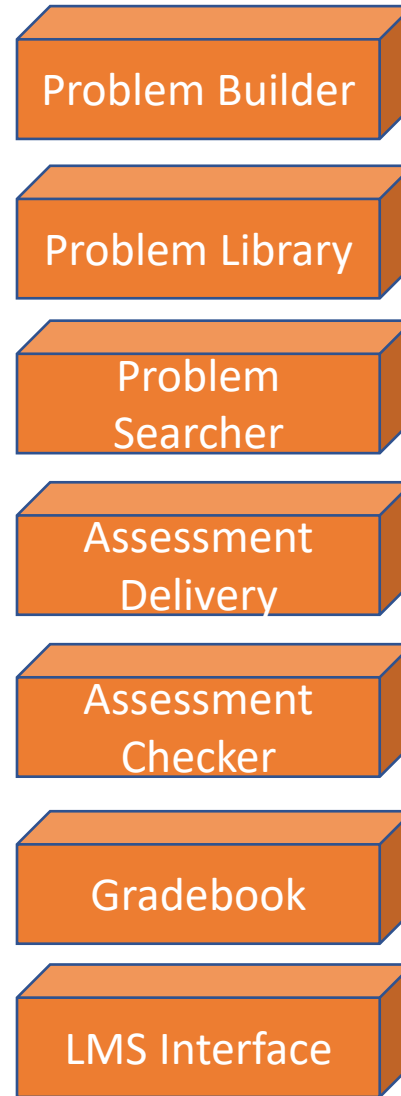 Problem Builder
Problem Library
Problem
Searcher
Assessment
Delivery
Assessment
Checker
Gradebook
LMS Interface